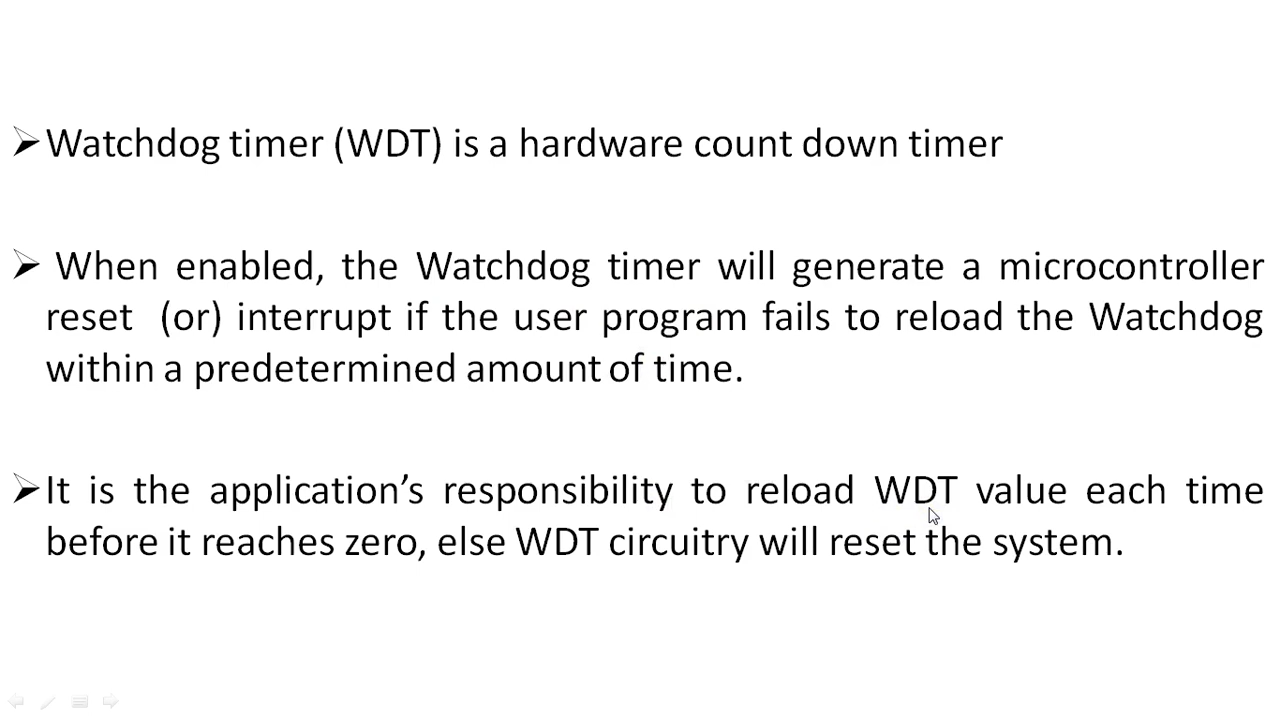 ➢Watchdog timer (WDT) is a hardware count down timer
➢ When enabled, the Watchdog timer will generate a microcontroller
reset (or) interrupt if the user program fails to reload the Watchdog
within a predetermined amount of time.
➢It is the application’s responsibility to reload WDT value each time
before it reaches zero, else WDT circuitry will reset the system.